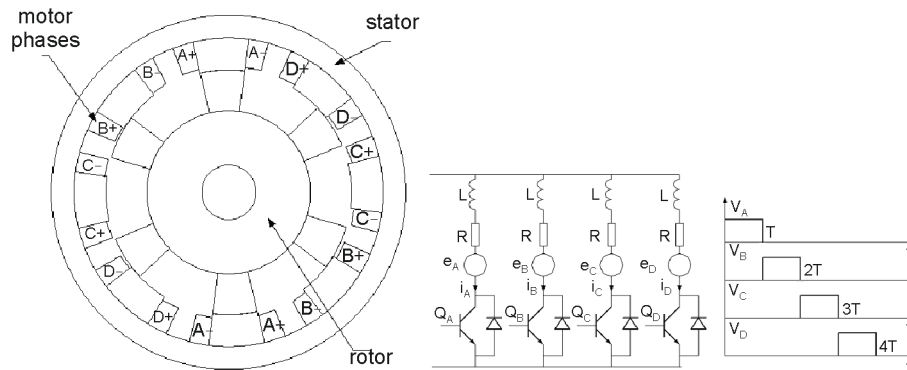 motor
phases
stator
A+
A-
B-
D+
B+
D-
C-
C+
C+
C-
D-
B+
D+
A-
A+
B-
rotor
L
L
L
L
R
R
R
R
e_A
e_B
e_C
e_D
i_A
i_B
i_C
i_D
Q_A
Q_B
Q_C
Q_D
V_A
T
V_B
2T
V_C
3T
V_D
4T